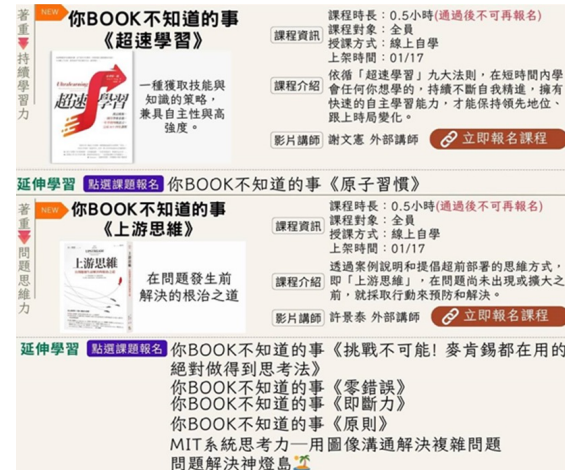 著重▼持續學習力
NEW
你BOOK不知道的事
《超速學習》
超速學習
一種獲取技能與
知識的策略，
兼具自主性與高
強度。
課程資訊
課程時長：0.5小時(通過後不可再報名)
課程對象：全員
授課方式：線上自學
上架時間：01/17
課程介紹
依循「超速學習」九大法則，在短時間內學
會任何你想學的，持續不斷自我精進，擁有
快速的自主學習能力，才能保持領先地位、
跟上時局變化。
影片講師
謝文憲 外部講師
立即報名課程
延伸學習 點選課題報名 你BOOK不知道的事《原子習慣》
著重▼問題思維力
NEW
你BOOK不知道的事
《上游思維》
上游思維
在問題發生前
解決的根治之道
課程資訊
課程時長：0.5小時(通過後不可再報名)
課程對象：全員
授課方式：線上自學
上架時間：01/17
課程介紹
透過案例說明和提倡超前部署的思維方式，
即「上游思維」，在問題尚未出現或擴大之
前，就採取行動來預防和解決。
影片講師
許景泰 外部講師
立即報名課程
延伸學習 點選課題報名 你BOOK不知道的事《挑戰不可能! 麥肯錫都在用的
絕對做得到思考法》
你BOOK不知道的事《零錯誤》
你BOOK不知道的事《即斷力》
你BOOK不知道的事《原則》
MIT系統思考力─用圖像溝通解決複雜問題
問題解決神燈島🏝️